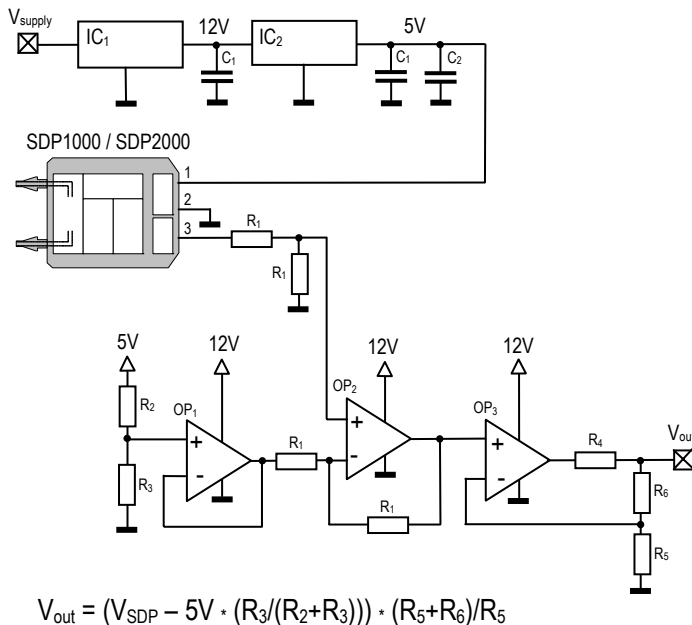 Vsupply
12V
5V
IC1
IC2
C1
C1
C2
SDP1000 / SDP2000
1
2
3
R1
R1
5V
12V
12V
12V
R2
OP1
OP2
OP3
R3
+
-
R1
+
-
R1
+
-
R4
Vou
R6
R5
Vout = (VSDP – 5V * (R3/(R2+R3))) * (R5+R6)/R5